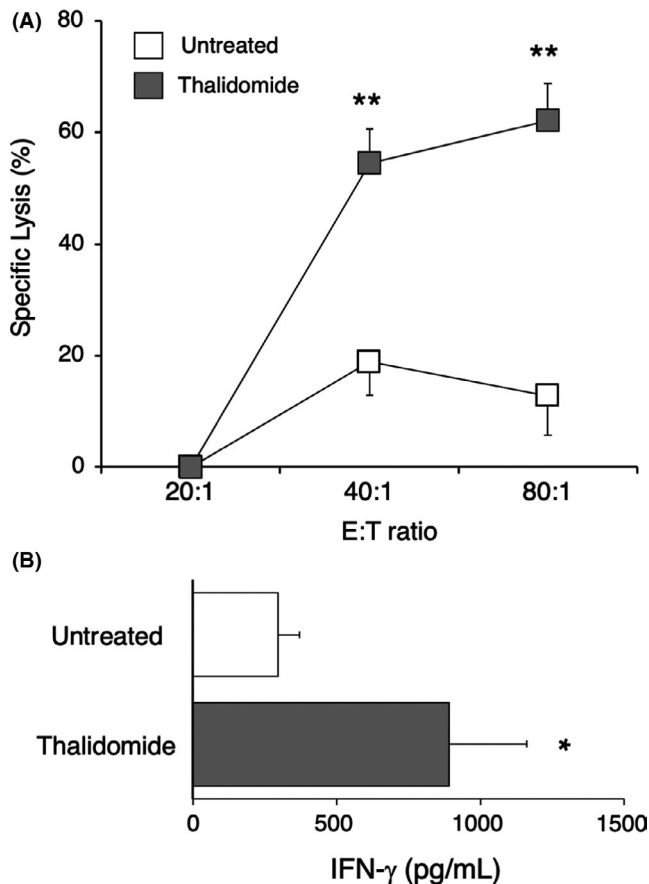 (A)
80
60
40
20
0
Specific Lysis (%)
Untreated
Thalidomide
**
**
20:1
40:1
80:1
E:T ratio
(B)
Untreated
Thalidomide
*
0
500
1000
1500
IFN-γ (pg/mL)